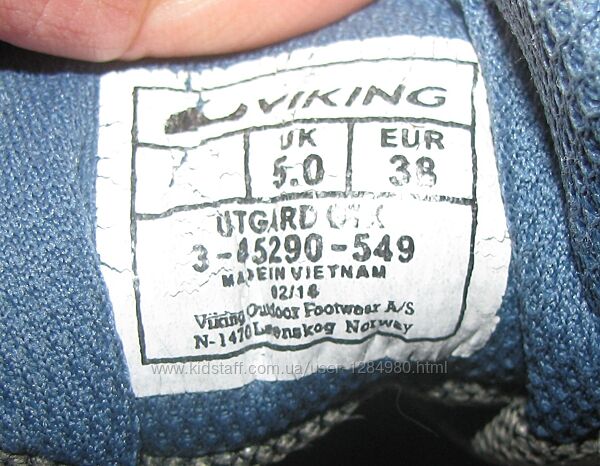 VIKING
UK EUR
5.0 38
UTGARD
3-45290-549
MADE IN VIETNAM
02/14
Viking Outdoor Footwear A/S
N-1470 Lørenskog Norway
www.kidstaff.com.ua/user-1284980.html